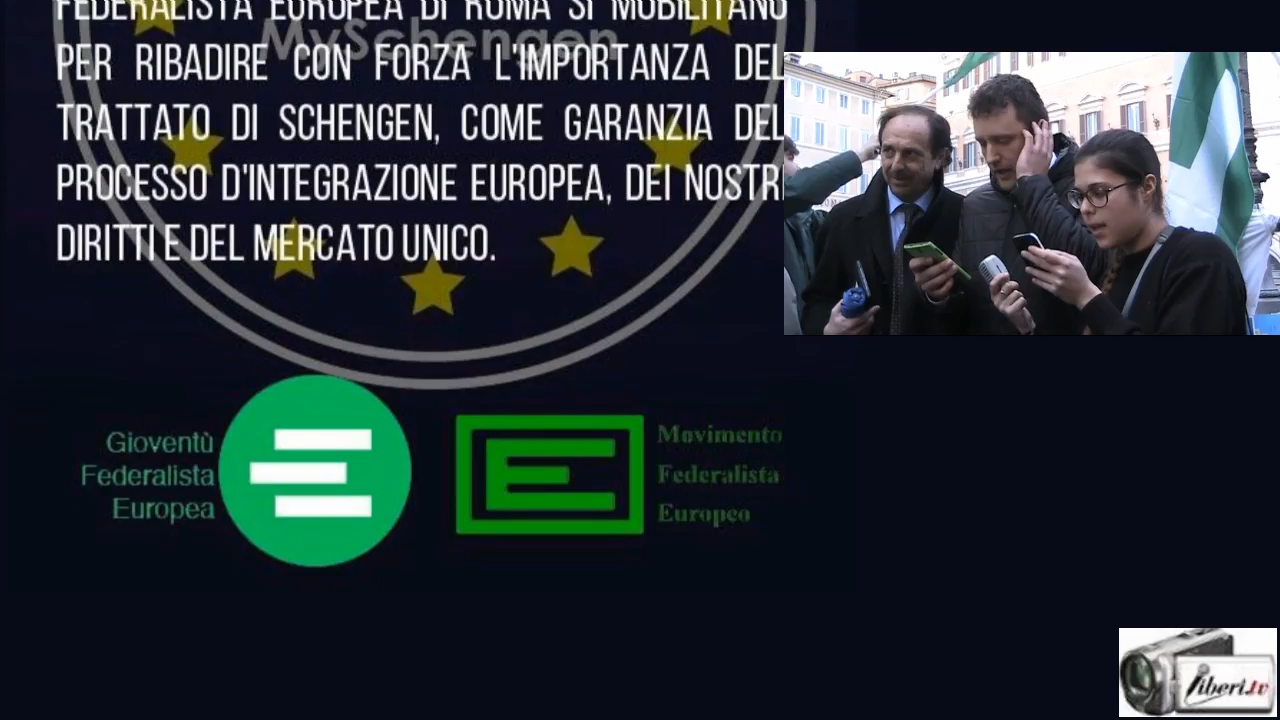 FEDERALISTA EUROPEA DI ROMA SI MOBILITANO
MySchengen
PER RIBADIRE CON FORZA L'IMPORTANZA DEL
TRATTATO DI SCHENGEN, COME GARANZIA DEL
PROCESSO D'INTEGRAZIONE EUROPEA, DEI NOSTRI
DIRITTI E DEL MERCATO UNICO.
Gioventù
Federalista
Europea
Movimento
Federalista
Europeo
liberi.tv